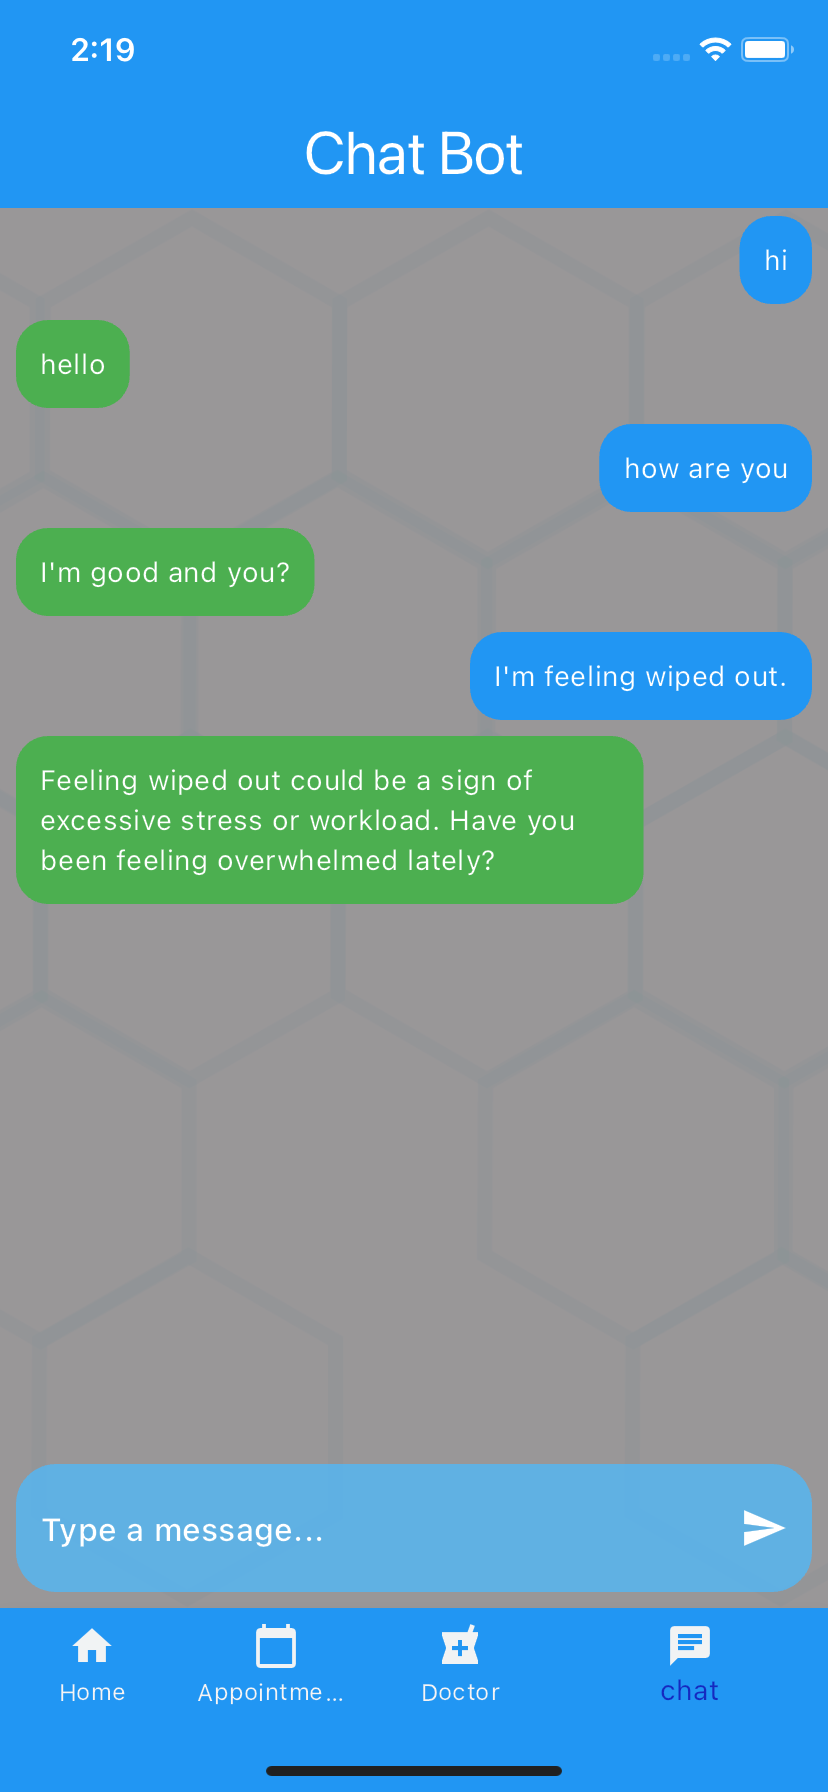 2:19
Chat Bot
hi
hello
how are you
I'm good and you?
I'm feeling wiped out.
Feeling wiped out could be a sign of
excessive stress or workload. Have you
been feeling overwhelmed lately?
Type a message...
Home
Appointme...
Doctor
chat